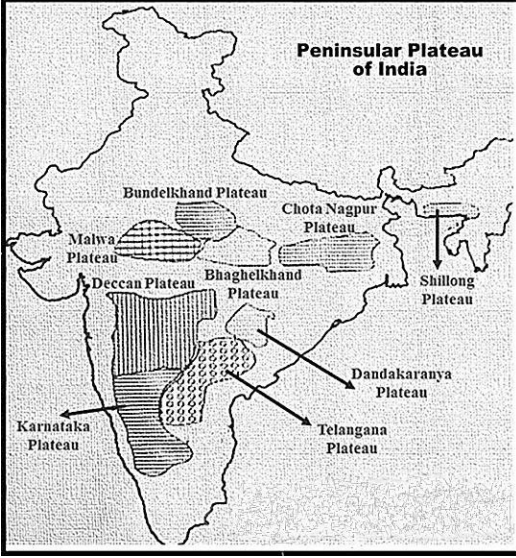 Peninsular Plateau
of India
Bundelkhand Plateau
Chota Nagpur
Plateau
Malwa
Plateau
Bhaghelkhand
Plateau
Deccan Plateau
Shillong
Plateau
Dandakaranya
Plateau
Karnataka
Plateau
Telangana
Plateau